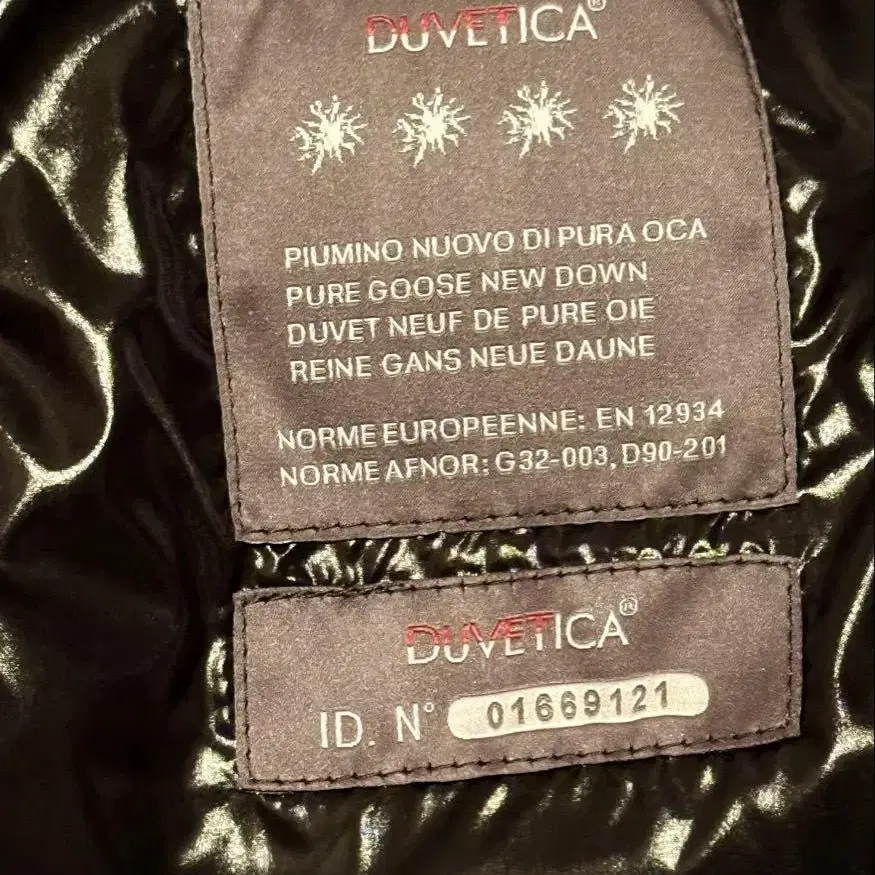 DUVETICA®
PIUMINO NUOVO DI PURA OCA
PURE GOOSE NEW DOWN
DUVET NEUF DE PURE OIE
REINE GANS NEUE DAUNE
NORME EUROPEENNE: EN 12934
NORME AFNOR: G32-003, D90-201
DUVETICA®
ID. N° 01669121